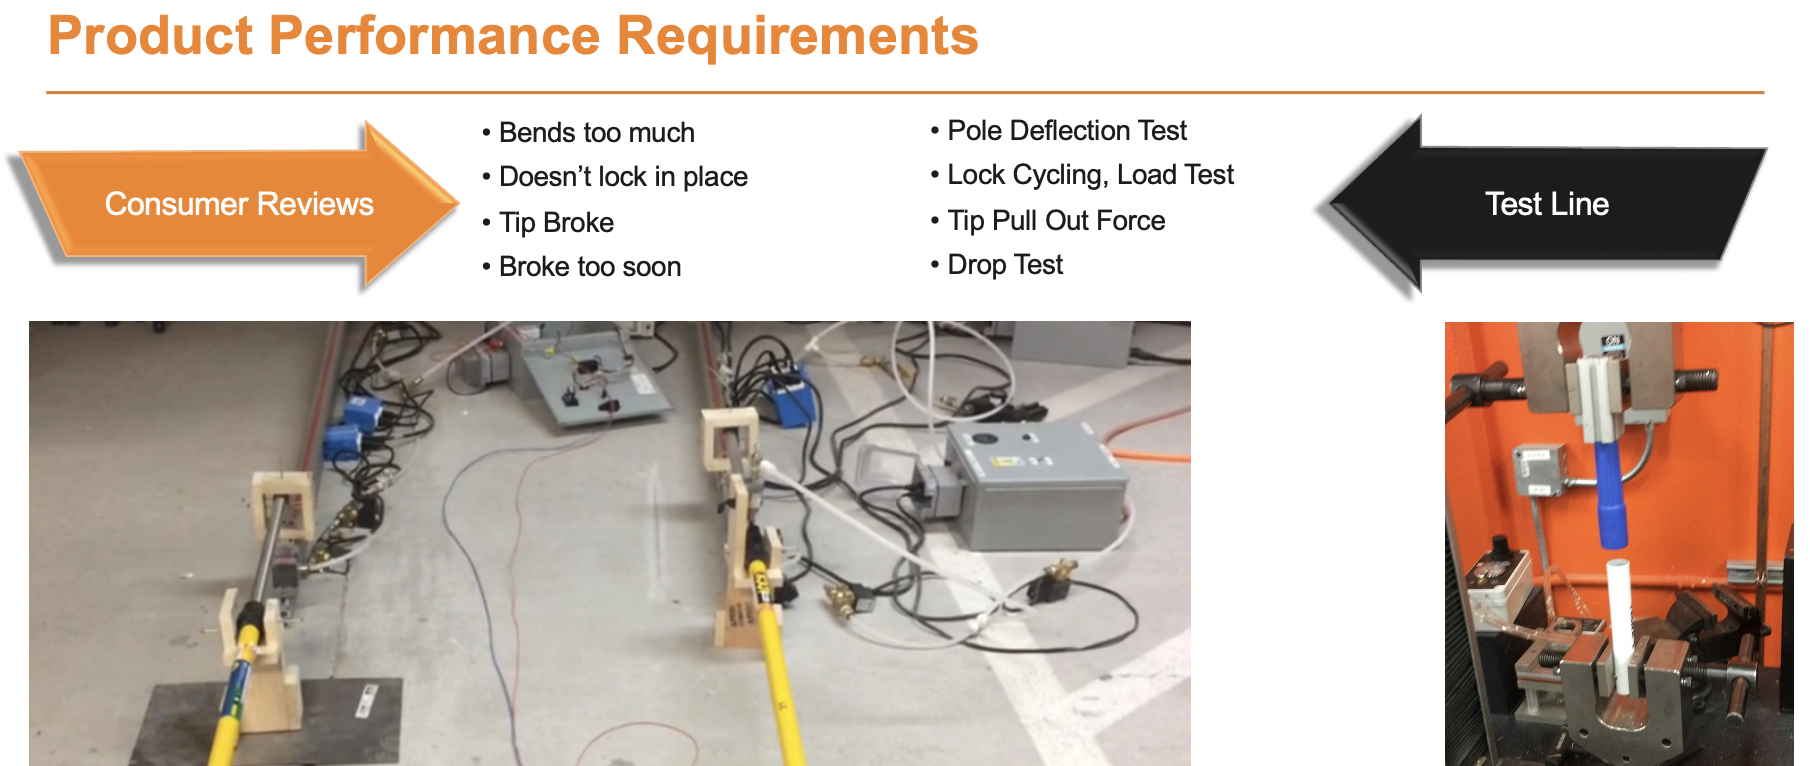 Product Performance Requirements
Consumer Reviews
• Bends too much
• Doesn’t lock in place
• Tip Broke
• Broke too soon
• Pole Deflection Test
• Lock Cycling, Load Test
• Tip Pull Out Force
• Drop Test
Test Line